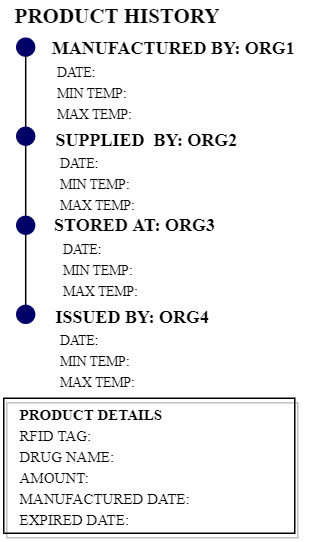 PRODUCT HISTORY
MANUFACTURED BY: ORG1
DATE:
MIN TEMP:
MAX TEMP:
SUPPLIED BY: ORG2
DATE:
MIN TEMP:
MAX TEMP:
STORED AT: ORG3
DATE:
MIN TEMP:
MAX TEMP:
ISSUED BY: ORG4
DATE:
MIN TEMP:
MAX TEMP:
PRODUCT DETAILS
RFID TAG:
DRUG NAME:
AMOUNT:
MANUFACTURED DATE:
EXPIRED DATE: